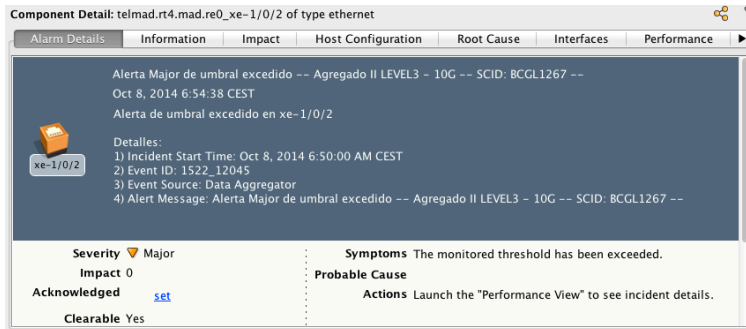 Component Detail: telmad.rt4.mad.re0_xe-1/0/2 of type ethernet
Alarm Details Information Impact Host Configuration Root Cause Interfaces Performance
Alerta Major de umbral excedido -- Agregado II LEVEL3 - 10G -- SCID: BCGL1267 --
Oct 8, 2014 6:54:38 CEST
Alerta de umbral excedido en xe-1/0/2
Detalles:
1) Incident Start Time: Oct 8, 2014 6:50:00 AM CEST
2) Event ID: 1522_12045
3) Event Source: Data Aggregator
4) Alert Message: Alerta Major de umbral excedido -- Agregado II LEVEL3 - 10G -- SCID: BCGL1267 --
xe-1/0/2
Severity Major
Impact 0
Acknowledged set
Clearable Yes
Symptoms The monitored threshold has been exceeded.
Probable Cause
Actions Launch the "Performance View" to see incident details.